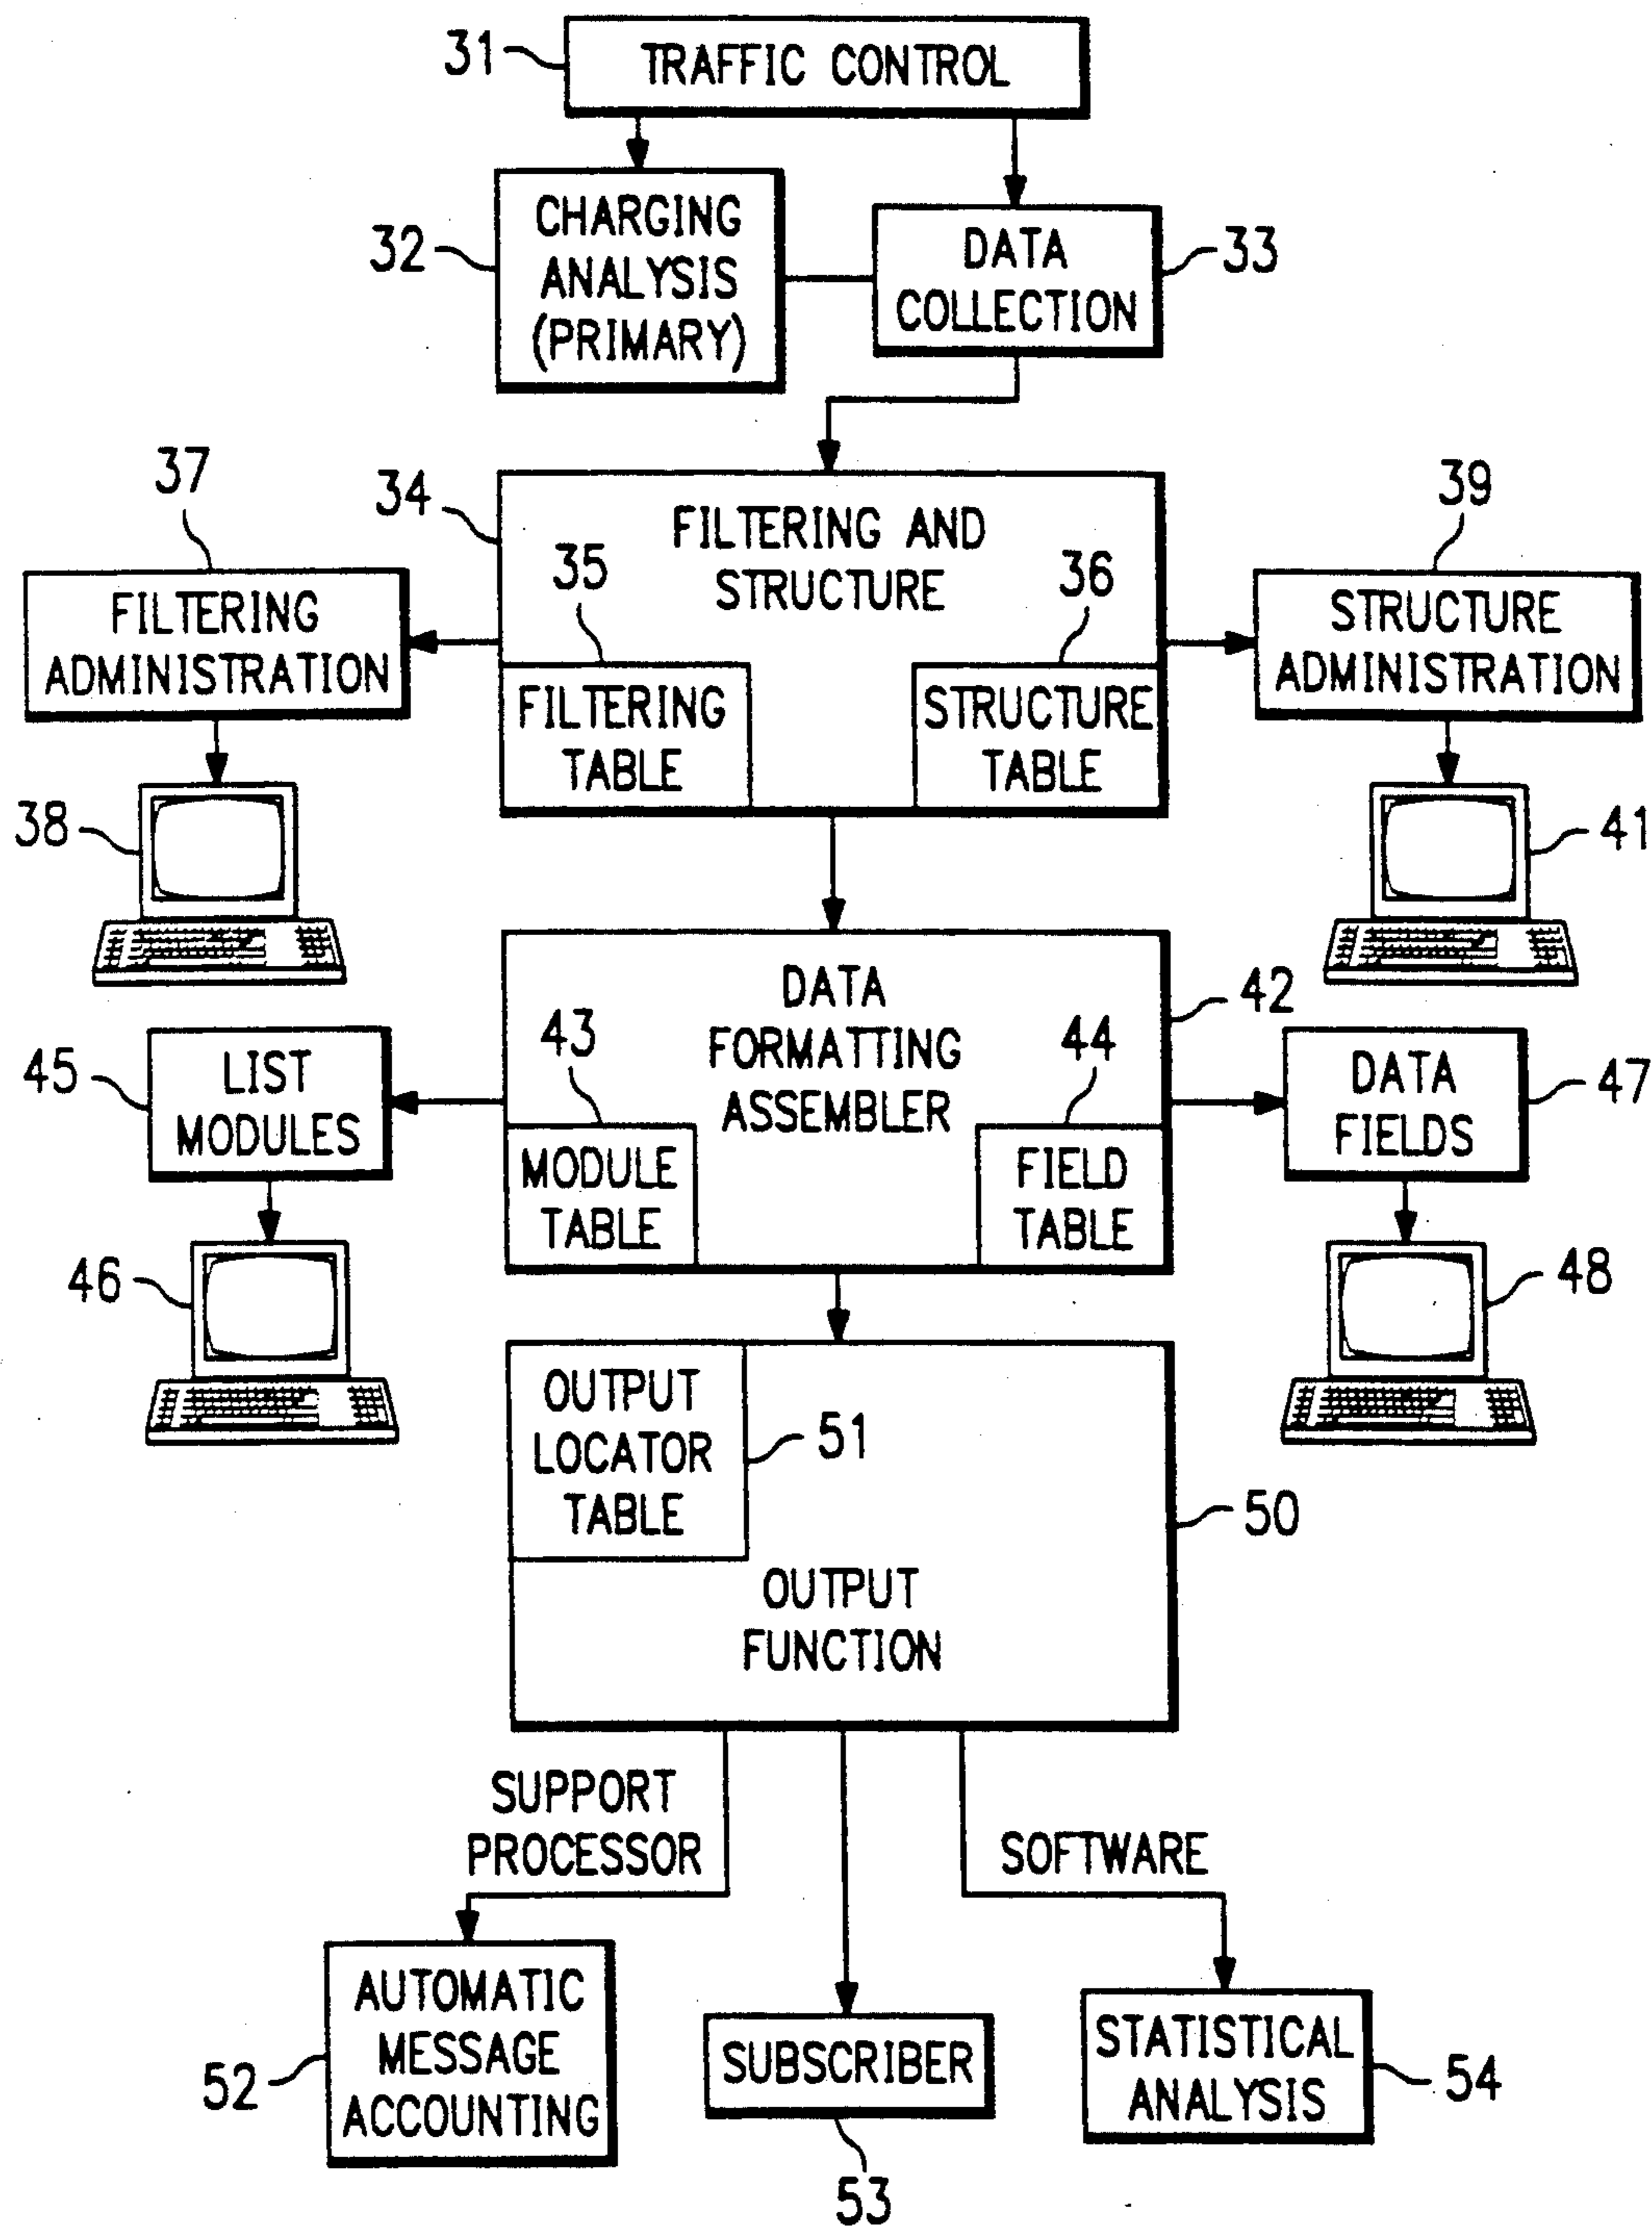 31
TRAFFIC CONTROL
32
CHARGING
ANALYSIS
(PRIMARY)
DATA
COLLECTION
33
34
FILTERING AND
STRUCTURE
35
FILTERING
TABLE
36
STRUCTURE
TABLE
37
FILTERING
ADMINISTRATION
38
39
STRUCTURE
ADMINISTRATION
41
DATA
FORMATTING
ASSEMBLER
42
43
MODULE
TABLE
44
FIELD
TABLE
45
LIST
MODULES
46
DATA
FIELDS
47
48
OUTPUT
LOCATOR
TABLE
51
50
OUTPUT
FUNCTION
SUPPORT
PROCESSOR
SOFTWARE
52
AUTOMATIC
MESSAGE
ACCOUNTING
SUBSCRIBER
53
STATISTICAL
ANALYSIS
54